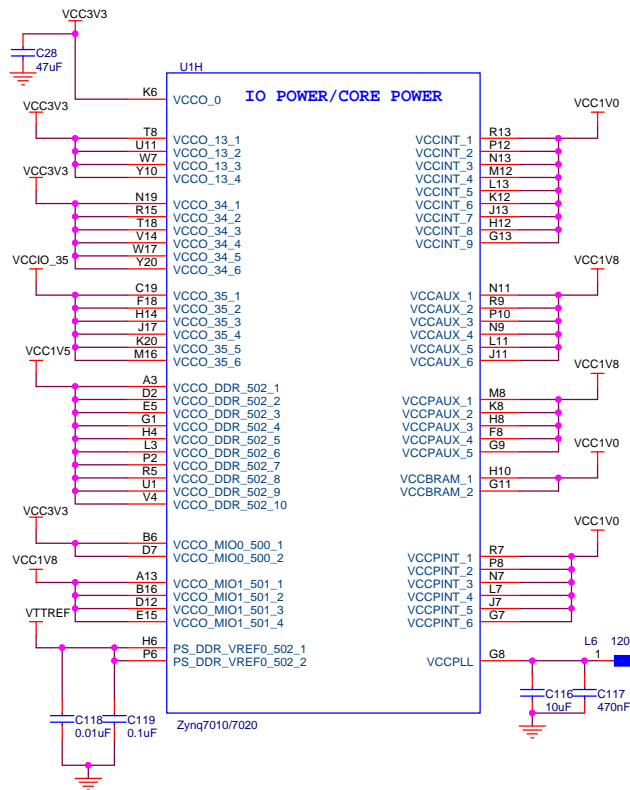 VCC3V3
C28
47uF
U1H
IO POWER/CORE POWER
K6 VCCO_0
VCC3V3
T8 VCCO_13_1
U11 VCCO_13_2
W7 VCCO_13_3
Y10 VCCO_13_4
VCC3V3
N19 VCCO_34_1
R15 VCCO_34_2
T18 VCCO_34_3
V14 VCCO_34_4
W17 VCCO_34_5
Y20 VCCO_34_6
VCCIO_35
C19 VCCO_35_1
F18 VCCO_35_2
H14 VCCO_35_3
J17 VCCO_35_4
K20 VCCO_35_5
M16 VCCO_35_6
VCC1V5
A3 VCCO_DDR_502_1
D2 VCCO_DDR_502_2
E5 VCCO_DDR_502_3
G1 VCCO_DDR_502_4
H4 VCCO_DDR_502_5
L3 VCCO_DDR_502_6
P2 VCCO_DDR_502_7
R5 VCCO_DDR_502_8
U1 VCCO_DDR_502_9
V4 VCCO_DDR_502_10
VCC3V3
B6 VCCO_MIO0_500_1
D7 VCCO_MIO0_500_2
VCC1V8
A13 VCCO_MIO1_501_1
B16 VCCO_MIO1_501_2
D12 VCCO_MIO1_501_3
E15 VCCO_MIO1_501_4
VTTREF
H6 PS_DDR_VREF0_502_1
P6 PS_DDR_VREF0_502_2
C118
0.01uF
C119
0.1uF
Zynq7010/7020
VCC1V0
VCCINT_1 R13
VCCINT_2 P12
VCCINT_3 N13
VCCINT_4 M12
VCCINT_5 L13
VCCINT_6 K12
VCCINT_7 J13
VCCINT_8 H12
VCCINT_9 G13
VCC1V8
VCCAUX_1 N11
VCCAUX_2 R9
VCCAUX_3 P10
VCCAUX_4 N9
VCCAUX_5 L11
VCCAUX_6 J11
VCC1V8
VCCPAUX_1 M8
VCCPAUX_2 K8
VCCPAUX_3 H8
VCCPAUX_4 F8
VCCPAUX_5 G9
VCC1V0
VCCBRAM_1 H10
VCCBRAM_2 G11
VCC1V0
VCCPINT_1 R7
VCCPINT_2 P8
VCCPINT_3 N7
VCCPINT_4 L7
VCCPINT_5 J7
VCCPINT_6 G7
VCCPLL G8
L6 120
1
C116
10uF
C117
470nF